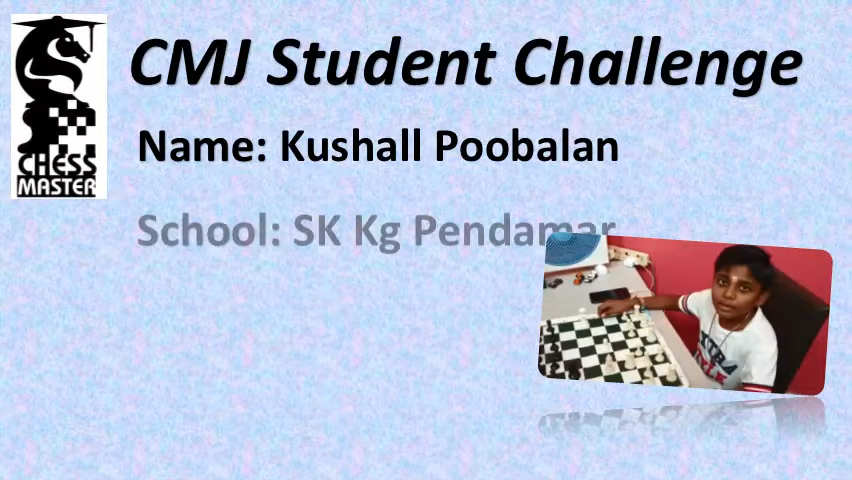 CMJ Student Challenge
CHESS
MASTER
Name: Kushall Poobalan
School: SK Kg Pendamar